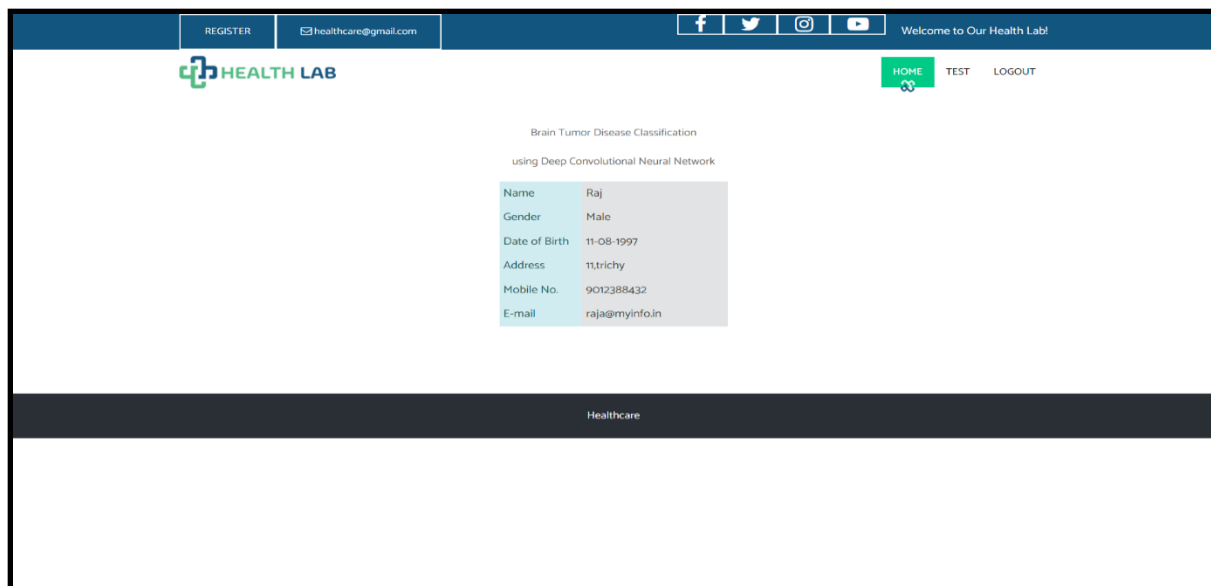 REGISTER
healthcare@gmail.com
Welcome to Our Health Lab!
HEALTH LAB
HOME
TEST
LOGOUT
Brain Tumor Disease Classification
using Deep Convolutional Neural Network
Name Raj
Gender Male
Date of Birth 11-08-1997
Address 11,trichy
Mobile No. 9012388432
E-mail raja@myinfo.in
Healthcare